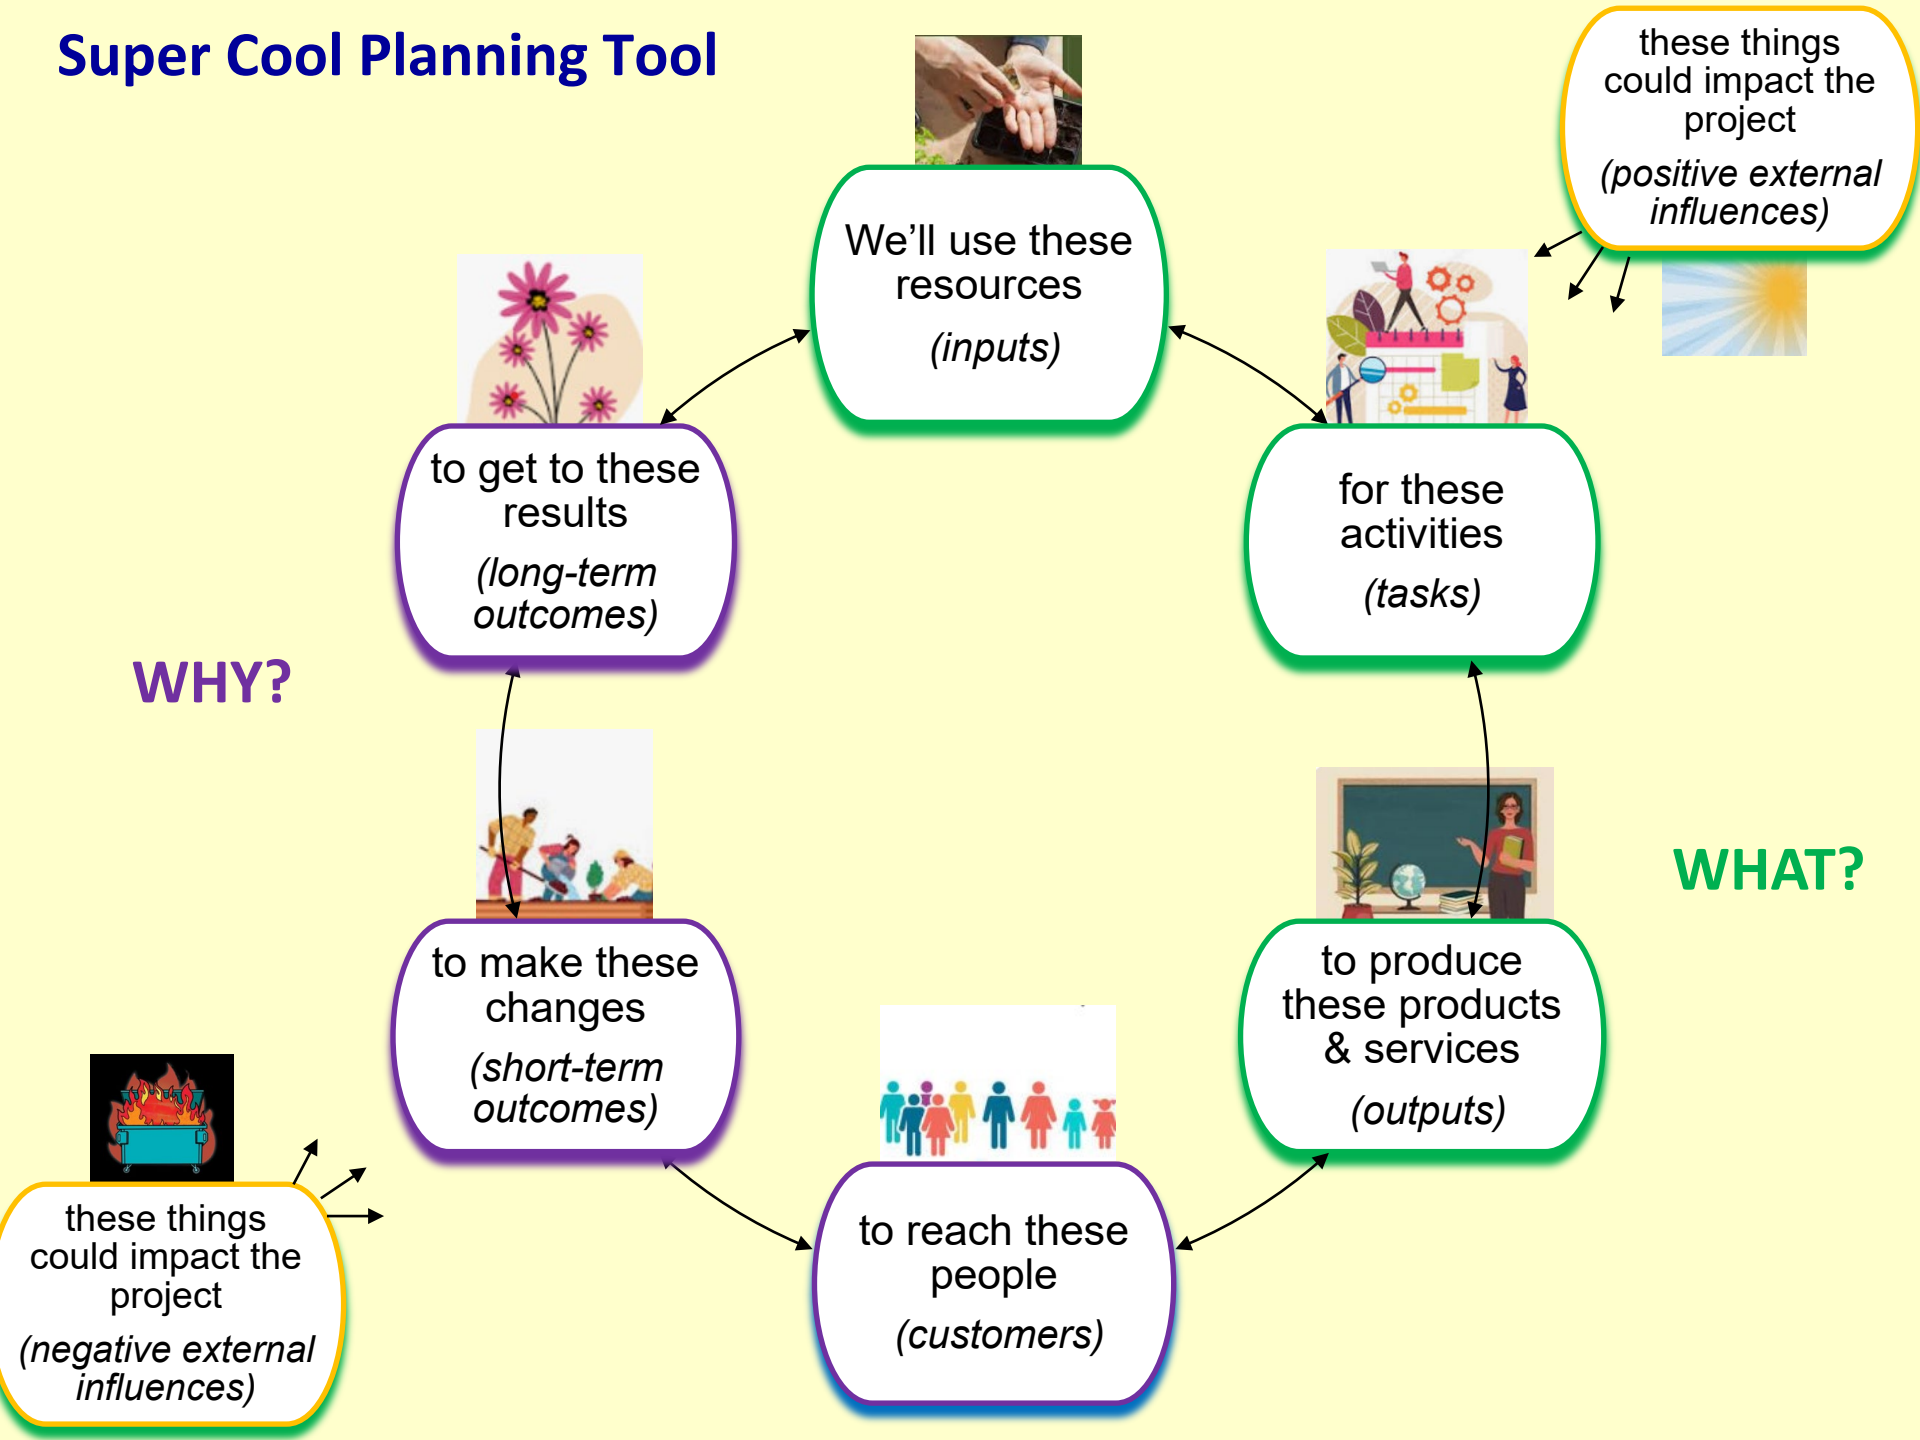 Super Cool Planning Tool
these things
could impact the
project
(positive external
influences)
We’ll use these
resources
(inputs)
for these
activities
(tasks)
to produce
these products
& services
(outputs)
to reach these
people
(customers)
to make these
changes
(short-term
outcomes)
to get to these
results
(long-term
outcomes)
WHY?
WHAT?
these things
could impact the
project
(negative external
influences)